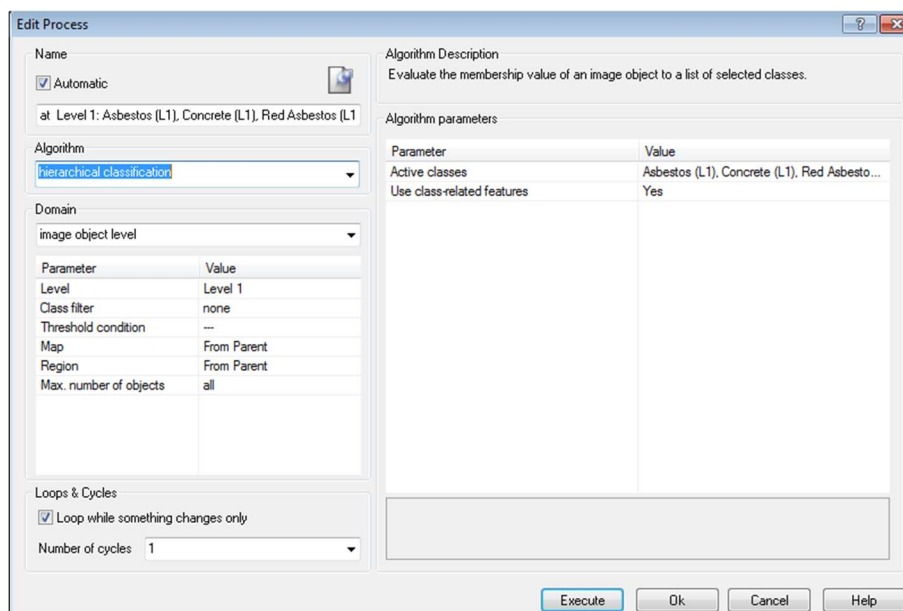 Edit Process
Name
Automatic
at Level 1: Asbestos (L1), Concrete (L1), Red Asbestos (L1
Algorithm
hierarchical classification
Domain
image object level
Parameter Value
Level Level 1
Class filter none
Threshold condition ---
Map From Parent
Region From Parent
Max. number of objects all
Loops & Cycles
Loop while something changes only
Number of cycles 1
Algorithm Description
Evaluate the membership value of an image object to a list of selected classes.
Algorithm parameters
Parameter Value
Active classes Asbestos (L1), Concrete (L1), Red Asbesto...
Use class-related features Yes
Execute Ok Cancel Help